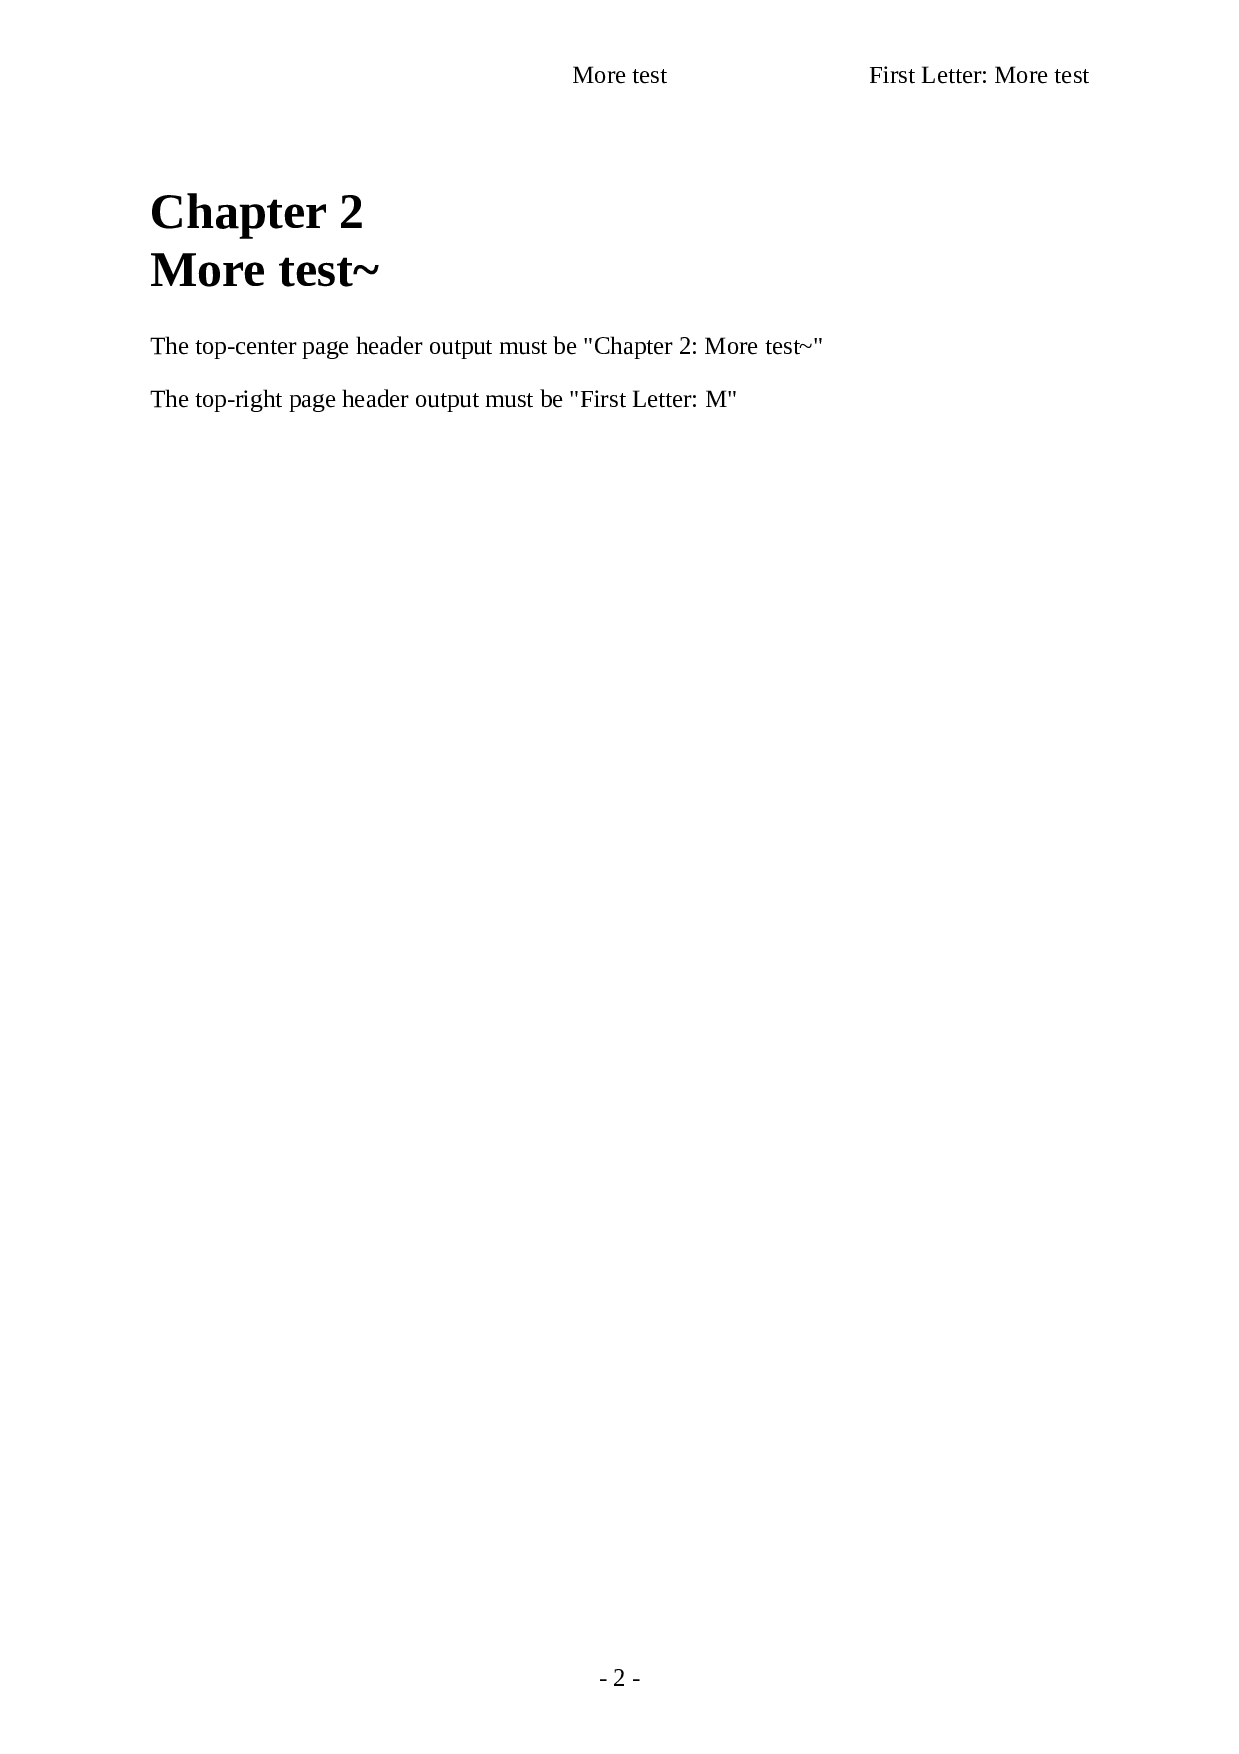 More test First Letter: More test
Chapter 2
More test~
The top-center page header output must be "Chapter 2: More test~"
The top-right page header output must be "First Letter: M"
- 2 -